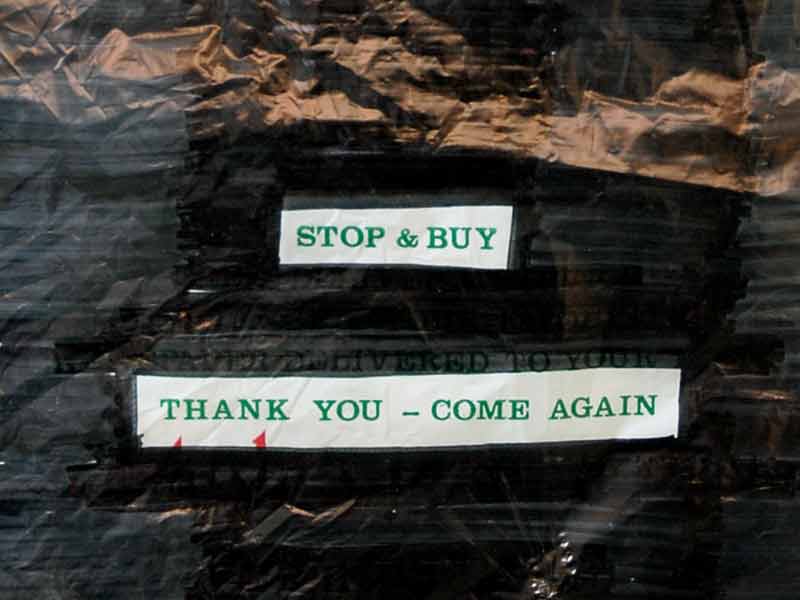 STOP & BUY
DELIVERED TO YOUR
THANK YOU – COME AGAIN